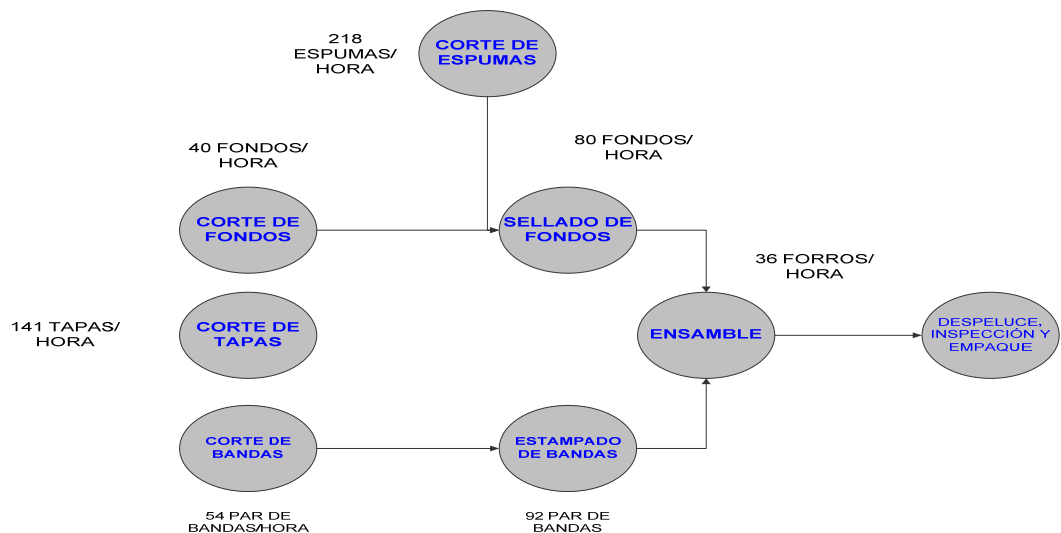 218
ESPUMAS/
HORA
CORTE DE
ESPUMAS
40 FONDOS/
HORA
80 FONDOS/
HORA
CORTE DE
FONDOS
SELLADO DE
FONDOS
36 FORROS/
HORA
141 TAPAS/
HORA
CORTE DE
TAPAS
ENSAMBLE
DESPELUCE,
INSPECCIÓN Y
EMPAQUE
CORTE DE
BANDAS
ESTAMPADO
DE BANDAS
54 PAR DE
BANDAS/HORA
92 PAR DE
BANDAS